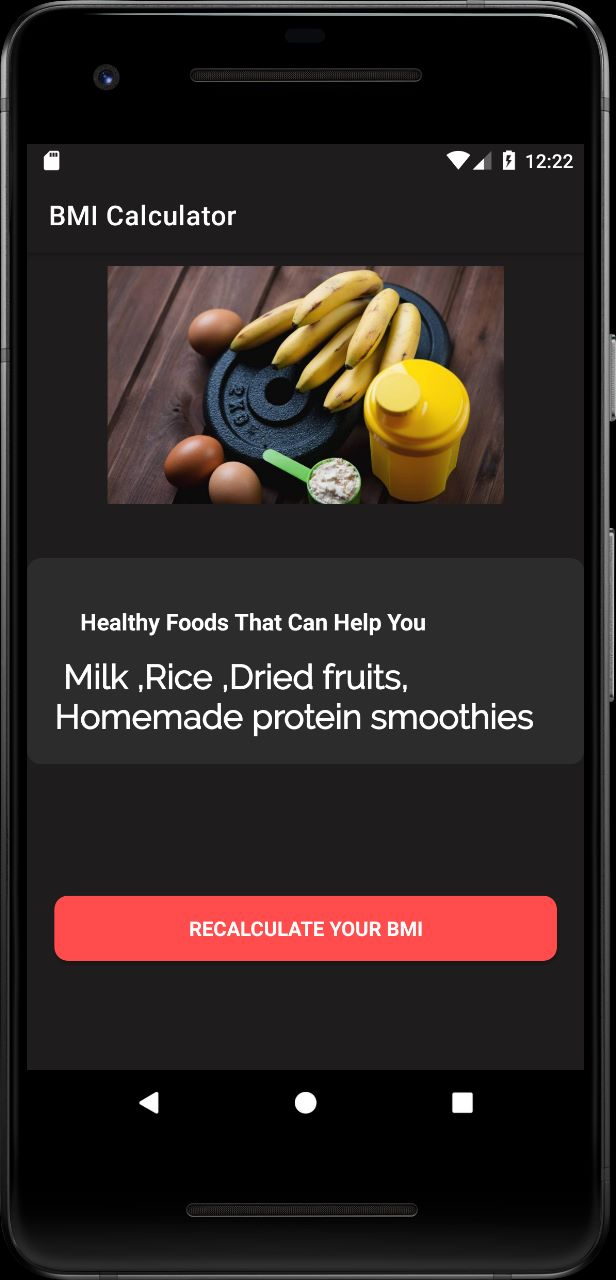 12:22
BMI Calculator
2KG
Healthy Foods That Can Help You
Milk ,Rice ,Dried fruits,
Homemade protein smoothies
RECALCULATE YOUR BMI